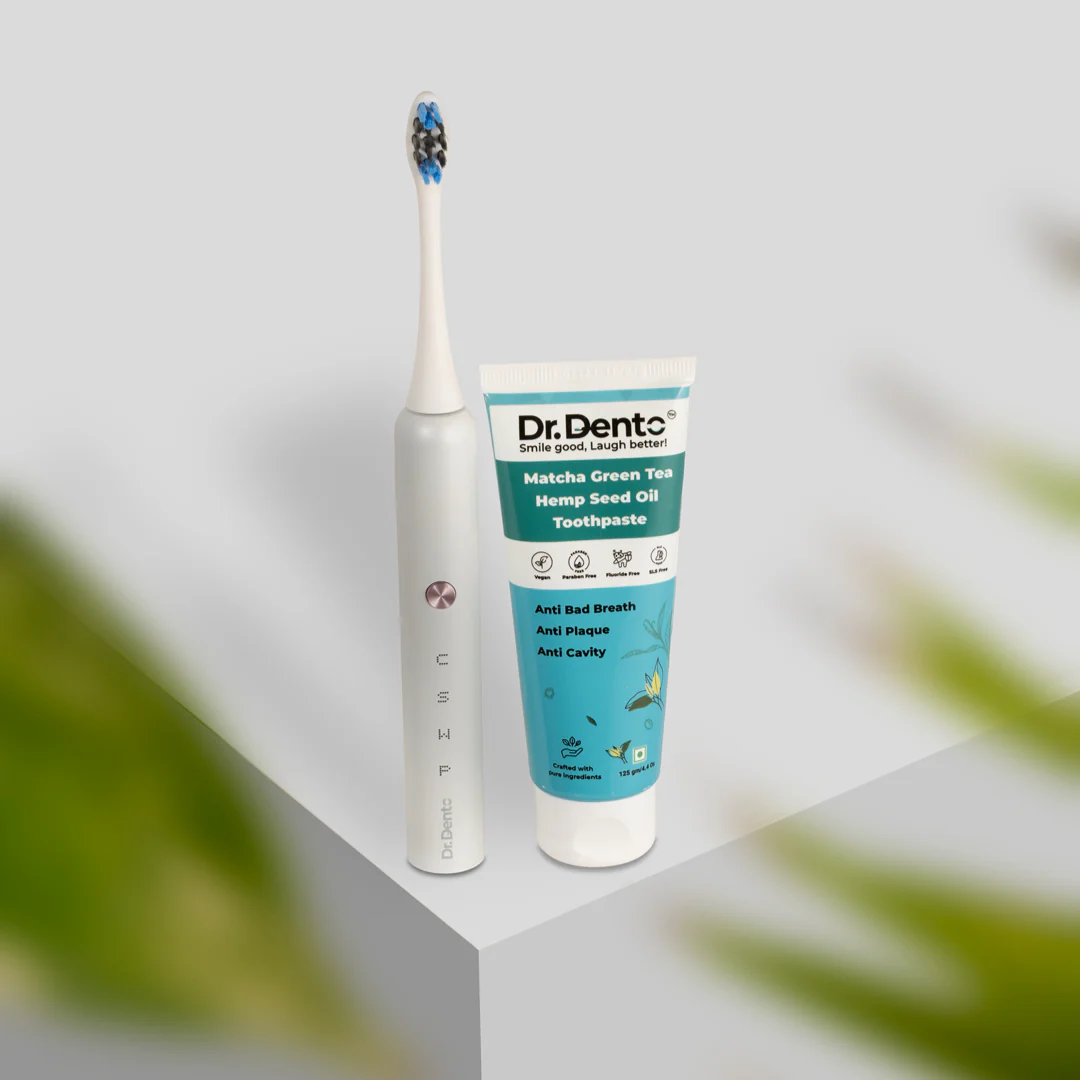 Dr.Dento
Smile good, Laugh better!
Matcha Green Tea
Hemp Seed Oil
Toothpaste
Vegan
Paraben Free
Fluoride Free
SLS Free
Anti Bad Breath
Anti Plaque
Anti Cavity
Crafted with
pure ingredients
125 gm/4.4 Oz
C
S
M
P
Dr.Dento